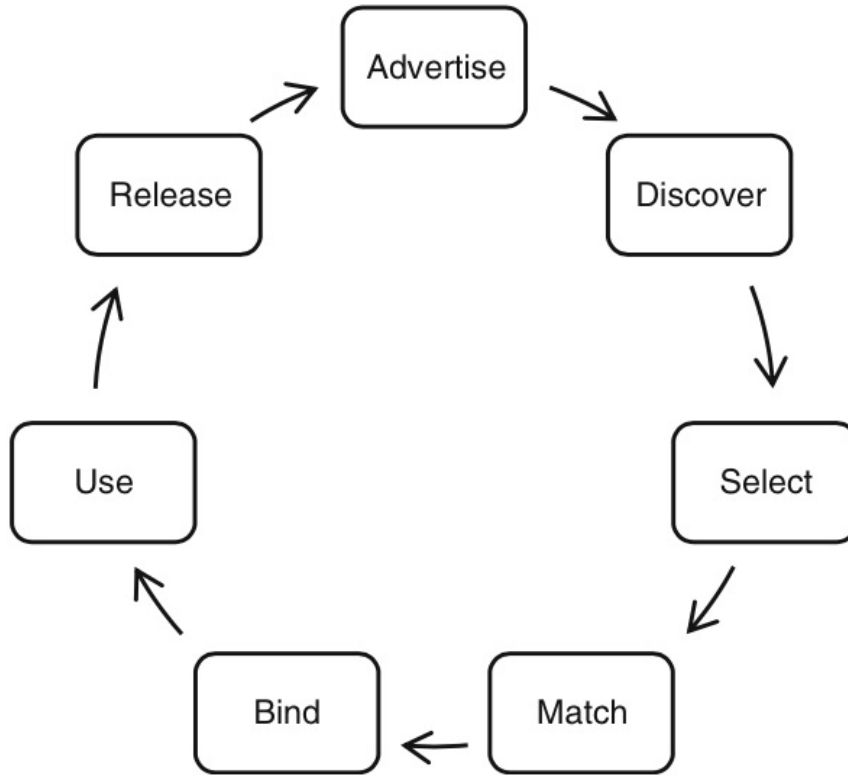 Advertise
Discover
Select
Match
Bind
Use
Release